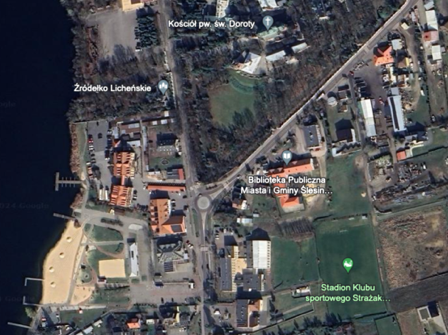 Kościół pw. św. Doroty
Źródełko Licheńskie
Biblioteka Publiczna
Miasta i Gminy Ślesin...
Stadion Klubu
sportowego Strażak...